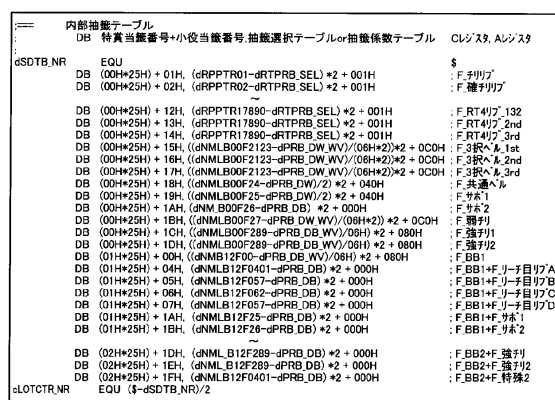 ;===  内部抽籤テーブル
;  DB  特賞当籤番号+小役当籤番号,抽籤選択テーブルor抽籤係数テーブル  Cレジスタ, Aレジスタ
;
dSDTB_NR  EQU  $
DB  (00H*25H) + 01H, (dRPPTR01-dRTPRB_SEL) *2 + 001H  ; F_チリリプ
DB  (00H*25H) + 02H, (dRPPTR02-dRTPRB_SEL) *2 + 001H  ; F_確チリリプ
~
DB  (00H*25H) + 12H, (dRPPTR17890-dRTPRB_SEL) *2 + 001H  ; F_RT4リプ_132
DB  (00H*25H) + 13H, (dRPPTR17890-dRTPRB_SEL) *2 + 001H  ; F_RT4リプ_2nd
DB  (00H*25H) + 14H, (dRPPTR17890-dRTPRB_SEL) *2 + 001H  ; F_RT4リプ_3rd
DB  (00H*25H) + 15H, ((dNMLB00F2123-dPRB_DW_WV)/(06H*2))*2 + 0C0H  ; F_3択ベル_1st
DB  (00H*25H) + 16H, ((dNMLB00F2123-dPRB_DW_WV)/(06H*2))*2 + 0C0H  ; F_3択ベル_2nd
DB  (00H*25H) + 17H, ((dNMLB00F2123-dPRB_DW_WV)/(06H*2))*2 + 0C0H  ; F_3択ベル_3rd
DB  (00H*25H) + 18H, ((dNMLB00F24-dPRB_DW)/2) *2 + 040H  ; F_共通ベル
DB  (00H*25H) + 19H, ((dNMLB00F25-dPRB_DW)/2) *2 + 040H  ; F_サボ1
DB  (00H*25H) + 1AH, (dNM_B00F26-dPRB_DB) *2 + 000H  ; F_サボ2
DB  (00H*25H) + 1BH, ((dNMLB00F27-dPRB_DW_WV)/(06H*2)) *2 + 0C0H  ; F_弱チリ
DB  (00H*25H) + 1CH, ((dNMLB00F289-dPRB_DB_WV)/06H) *2 + 080H  ; F_強チリ1
DB  (00H*25H) + 1DH, ((dNMLB00F289-dPRB_DB_WV)/06H) *2 + 080H  ; F_強チリ2
DB  (01H*25H) + 00H, ((dNMB12F00-dPRB_DB_WV)/06H) *2 + 080H  ; F_BB1
DB  (01H*25H) + 04H, (dNMLB12F0401-dPRB_DB) *2 + 000H  ; F_BB1+F_リーチ目リプA
DB  (01H*25H) + 05H, (dNMLB12F057-dPRB_DB) *2 + 000H  ; F_BB1+F_リーチ目リプB
DB  (01H*25H) + 06H, (dNMLB12F062-dPRB_DB) *2 + 000H  ; F_BB1+F_リーチ目リプC
DB  (01H*25H) + 07H, (dNMLB12F057-dPRB_DB) *2 + 000H  ; F_BB1+F_リーチ目リプD
DB  (01H*25H) + 1AH, (dNMLB12F25-dPRB_DB) *2 + 000H  ; F_BB1+F_サボ1
DB  (01H*25H) + 1BH, (dNMLB12F26-dPRB_DB) *2 + 000H  ; F_BB1+F_サボ2
~
DB  (02H*25H) + 1DH, (dNML_B12F289-dPRB_DB) *2 + 000H  ; F_BB2+F_強チリ
DB  (02H*25H) + 1EH, (dNML_B12F289-dPRB_DB) *2 + 000H  ; F_BB2+F_強チリ2
DB  (02H*25H) + 1FH, (dNMLB12F0401-dPRB_DB) *2 + 000H  ; F_BB2+F_特殊2
cLOTCTR_NR  EQU  ($-dSDTB_NR)/2